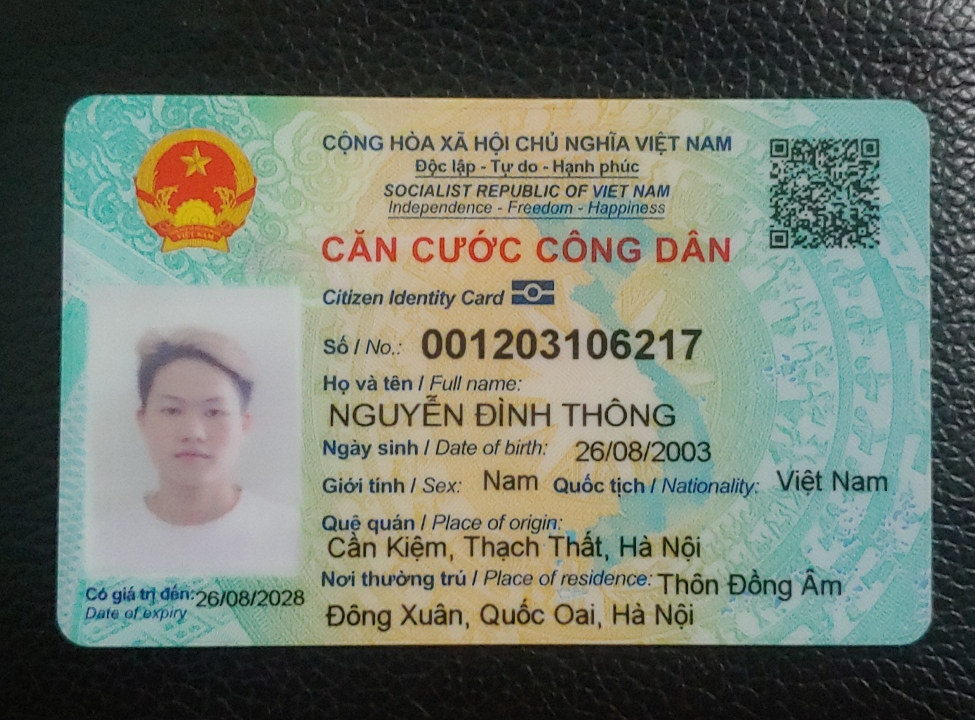 CỘNG HÒA XÃ HỘI CHỦ NGHĨA VIỆT NAM
Độc lập - Tự do - Hạnh phúc
SOCIALIST REPUBLIC OF VIET NAM
Independence - Freedom - Happiness
CĂN CƯỚC CÔNG DÂN
Citizen Identity Card
Số / No.: 001203106217
Họ và tên / Full name:
NGUYỄN ĐÌNH THÔNG
Ngày sinh / Date of birth: 26/08/2003
Giới tính / Sex: Nam Quốc tịch / Nationality: Việt Nam
Quê quán / Place of origin:
Cần Kiệm, Thạch Thất, Hà Nội
Nơi thường trú / Place of residence: Thôn Đồng Âm
Đông Xuân, Quốc Oai, Hà Nội
Có giá trị đến: 26/08/2028
Date of expiry
VIỆT NAM